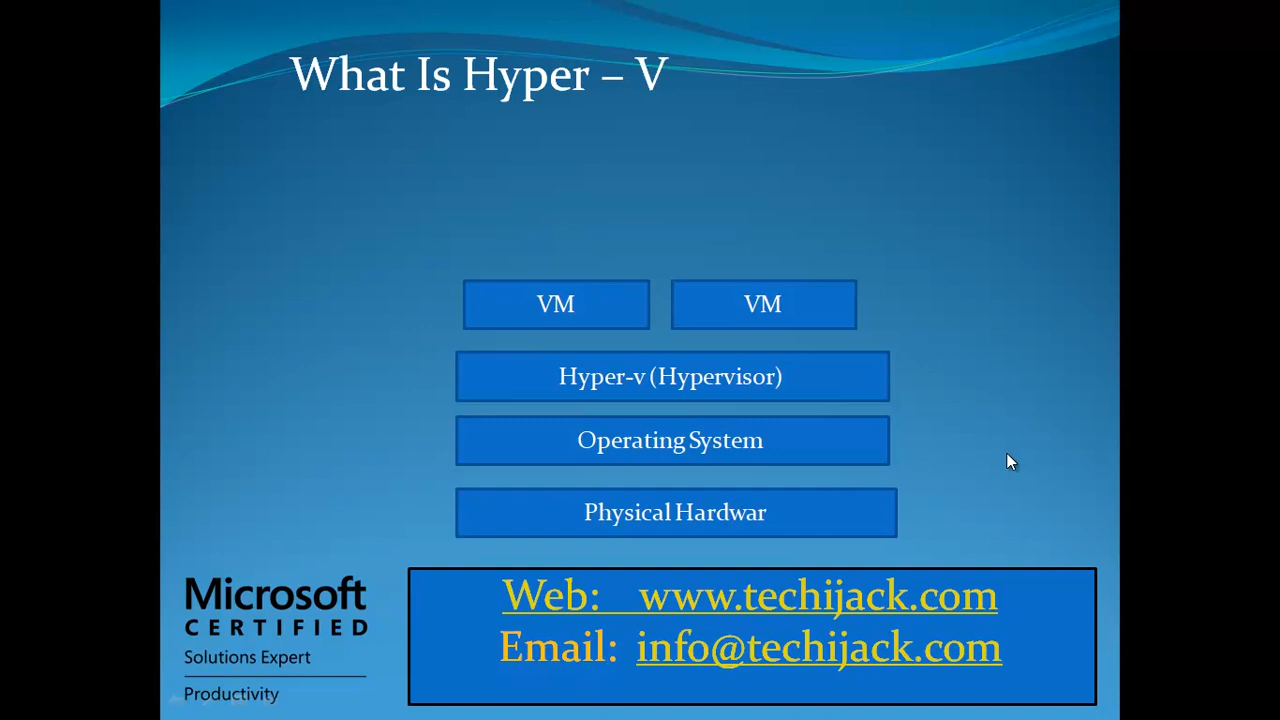 What Is Hyper – V
VM VM
Hyper-v (Hypervisor)
Operating System
Physical Hardwar
Microsoft
CERTIFIED
Solutions Expert
Productivity
Web: www.techijack.com
Email: info@techijack.com